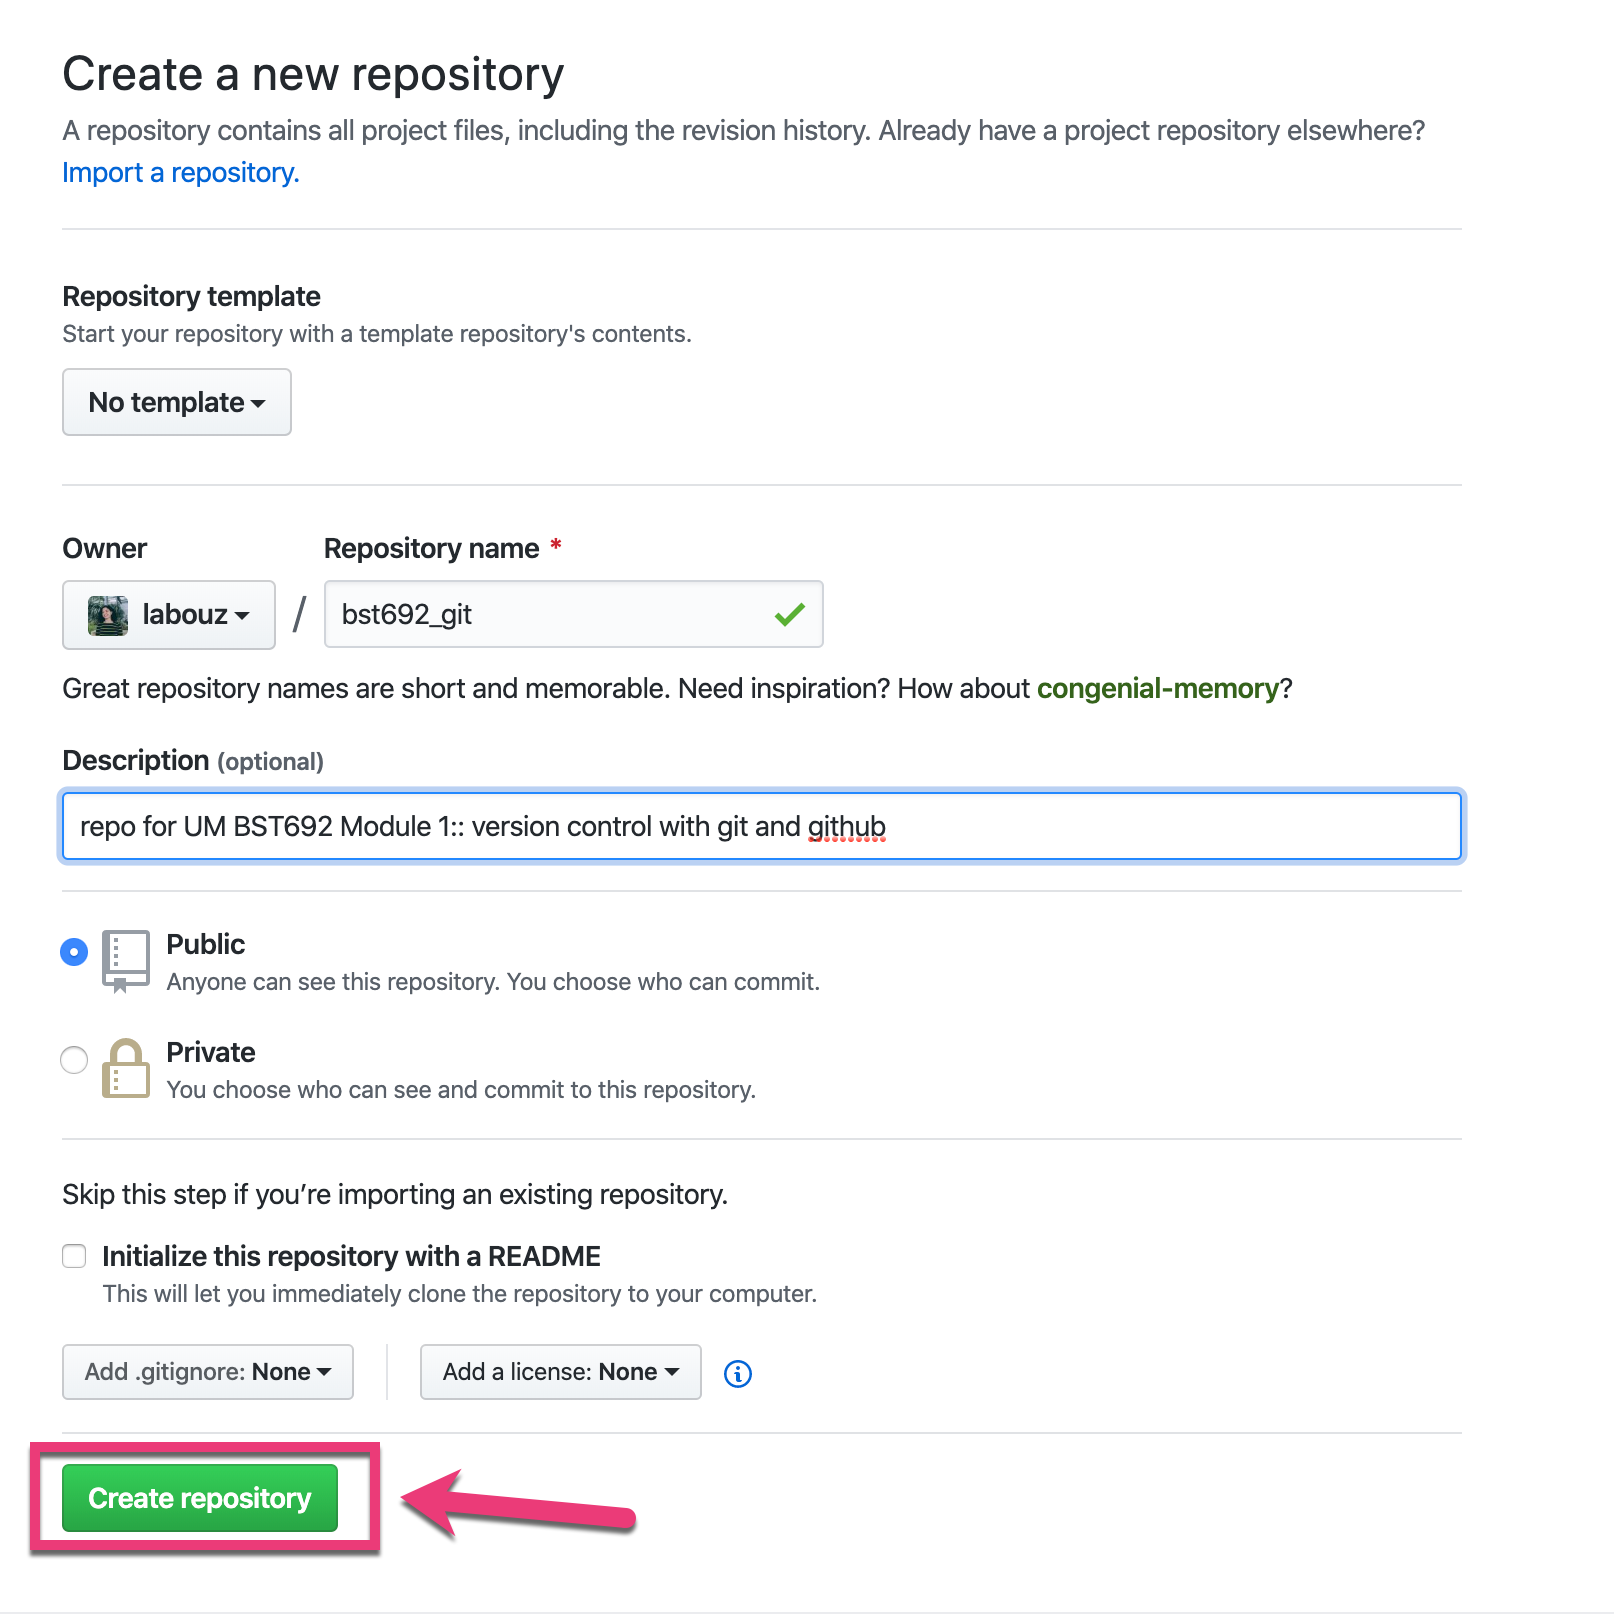 Create a new repository
A repository contains all project files, including the revision history. Already have a project repository elsewhere?
Import a repository.
Repository template
Start your repository with a template repository's contents.
No template
Owner
Repository name *
labouz / bst692_git
Great repository names are short and memorable. Need inspiration? How about congenial-memory?
Description (optional)
repo for UM BST692 Module 1:: version control with git and github
Public
Anyone can see this repository. You choose who can commit.
Private
You choose who can see and commit to this repository.
Skip this step if you’re importing an existing repository.
Initialize this repository with a README
This will let you immediately clone the repository to your computer.
Add .gitignore: None
Add a license: None
Create repository